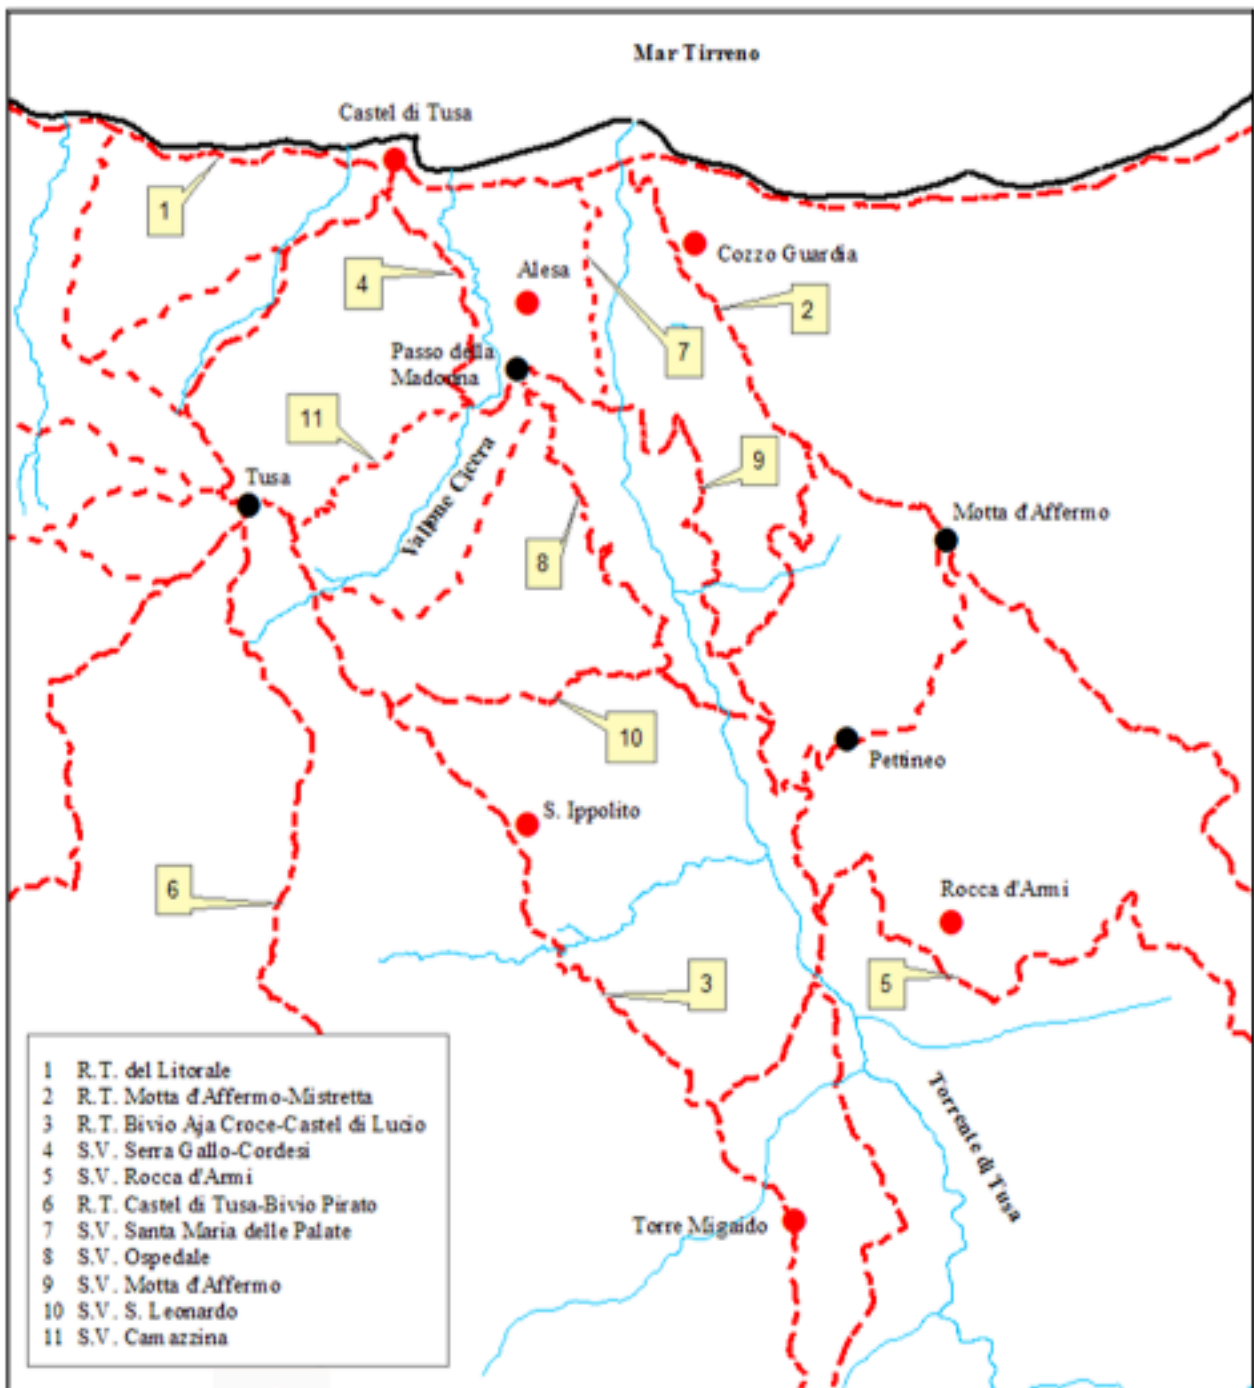 Mar Tirreno
Castel di Tusa
1
Cozzo Guardia
4
Alesa
2
7
Passo della
Madonna
11
9
Tusa
Vallone Cicera
Motta d'Affermo
8
10
Pettineo
S. Ippolito
6
Rocca d'Armi
3
5
Torrente di Tusa
Torre Migaido
1 R.T. del Litorale
2 R.T. Motta d'Affermo-Mistretta
3 R.T. Bivio Aja Croce-Castel di Lucio
4 S.V. Serra Gallo-Cordesi
5 S.V. Rocca d'Armi
6 R.T. Castel di Tusa-Bivio Pirato
7 S.V. Santa Maria delle Palate
8 S.V. Ospedale
9 S.V. Motta d'Affermo
10 S.V. S. Leonardo
11 S.V. Camazzina